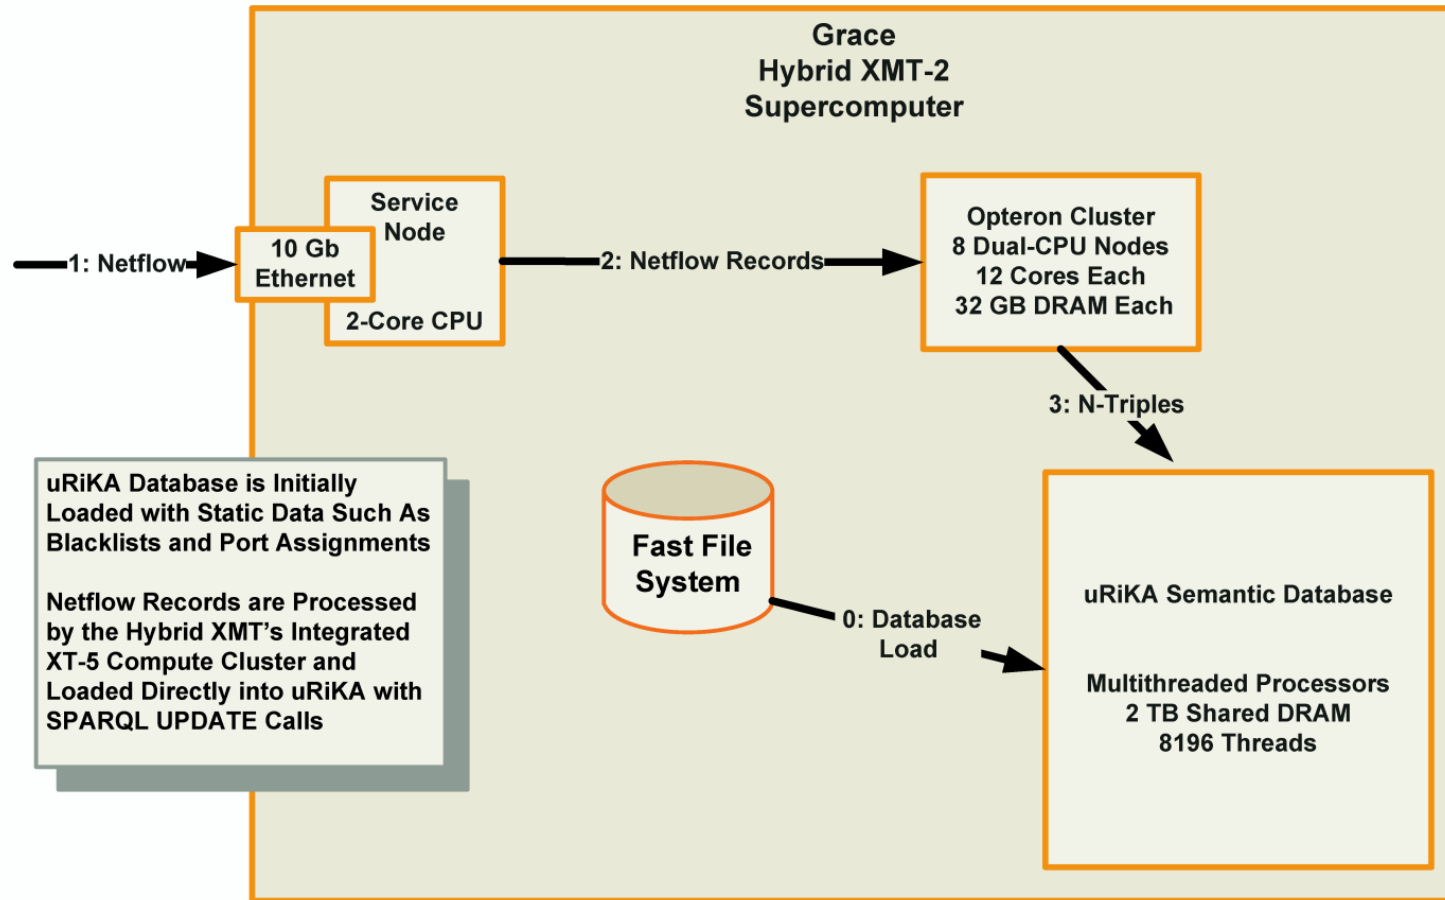 Grace
Hybrid XMT-2
Supercomputer
Service
Node
10 Gb
Ethernet
2-Core CPU
1: Netflow
2: Netflow Records
Opteron Cluster
8 Dual-CPU Nodes
12 Cores Each
32 GB DRAM Each
3: N-Triples
uRiKA Database is Initially
Loaded with Static Data Such As
Blacklists and Port Assignments
Netflow Records are Processed
by the Hybrid XMT's Integrated
XT-5 Compute Cluster and
Loaded Directly into uRiKA with
SPARQL UPDATE Calls
Fast File
System
0: Database
Load
uRiKA Semantic Database
Multithreaded Processors
2 TB Shared DRAM
8196 Threads